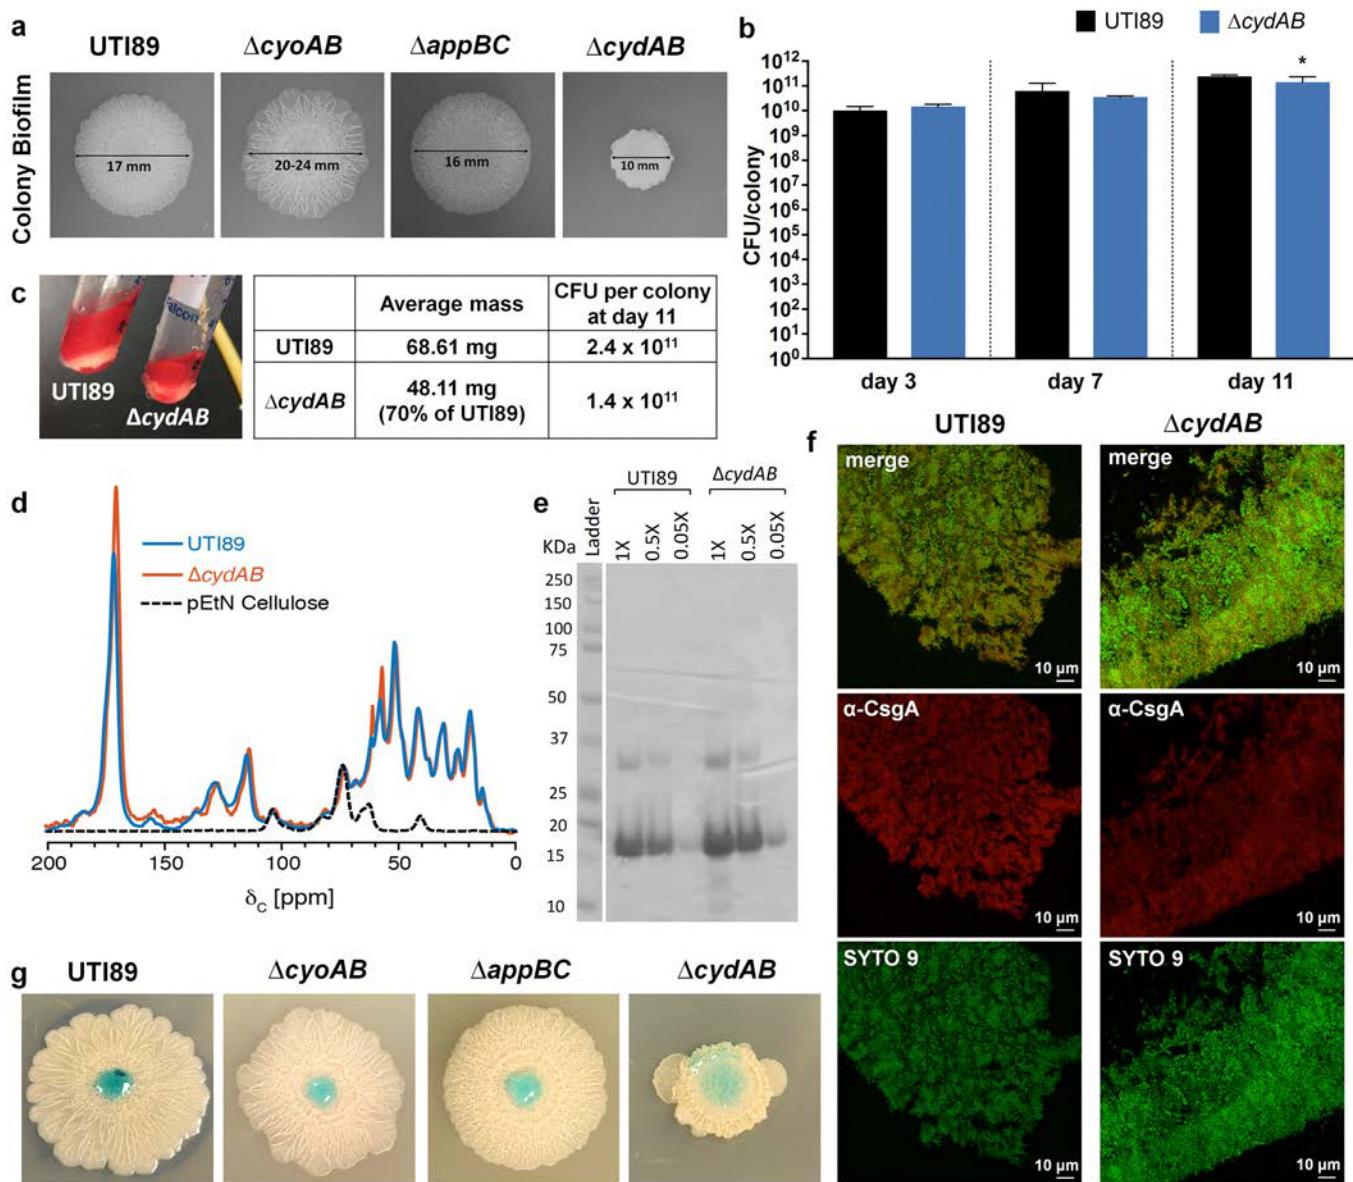 a
UTI89
ΔcyoAB
ΔappBC
ΔcydAB
Colony Biofilm
17 mm
20-24 mm
16 mm
10 mm
b
UTI89
ΔcydAB
CFU/colony
10¹²
10¹¹
10¹⁰
10⁹
10⁸
10⁷
10⁶
10⁵
10⁴
10³
10²
10¹
10⁰
*
day 3
day 7
day 11
c
UTI89
ΔcydAB
alcon
Average mass
CFU per colony
at day 11
UTI89
68.61 mg
2.4 x 10¹¹
ΔcydAB
48.11 mg
(70% of UTI89)
1.4 x 10¹¹
d
UTI89
ΔcydAB
pEtN Cellulose
200
150
100
50
0
δC [ppm]
e
UTI89
ΔcydAB
KDa
Ladder
1X
0.5X
0.05X
1X
0.5X
0.05X
250
150
100
75
50
37
25
20
15
10
f
UTI89
ΔcydAB
merge
10 µm
merge
10 µm
α-CsgA
10 µm
α-CsgA
10 µm
SYTO 9
10 µm
SYTO 9
10 µm
g
UTI89
ΔcyoAB
ΔappBC
ΔcydAB